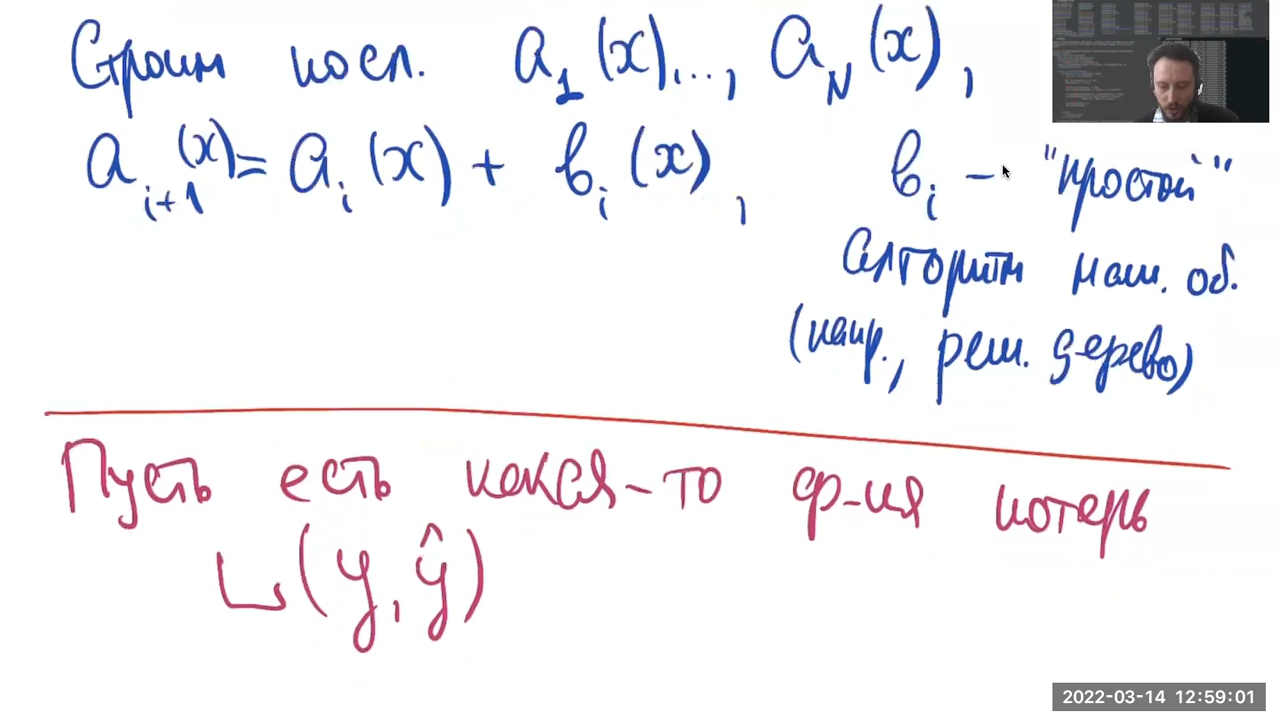 Строим посл. a_1(x),..., a_N(x),
a_{i+1}(x) = a_i(x) + b_i(x), b_i - "простой"
алгоритм маш. об.
(напр., реш. дерево)
Пусть есть какая-то ф-ия потерь
L(y, ŷ)
2022-03-14 12:59:01